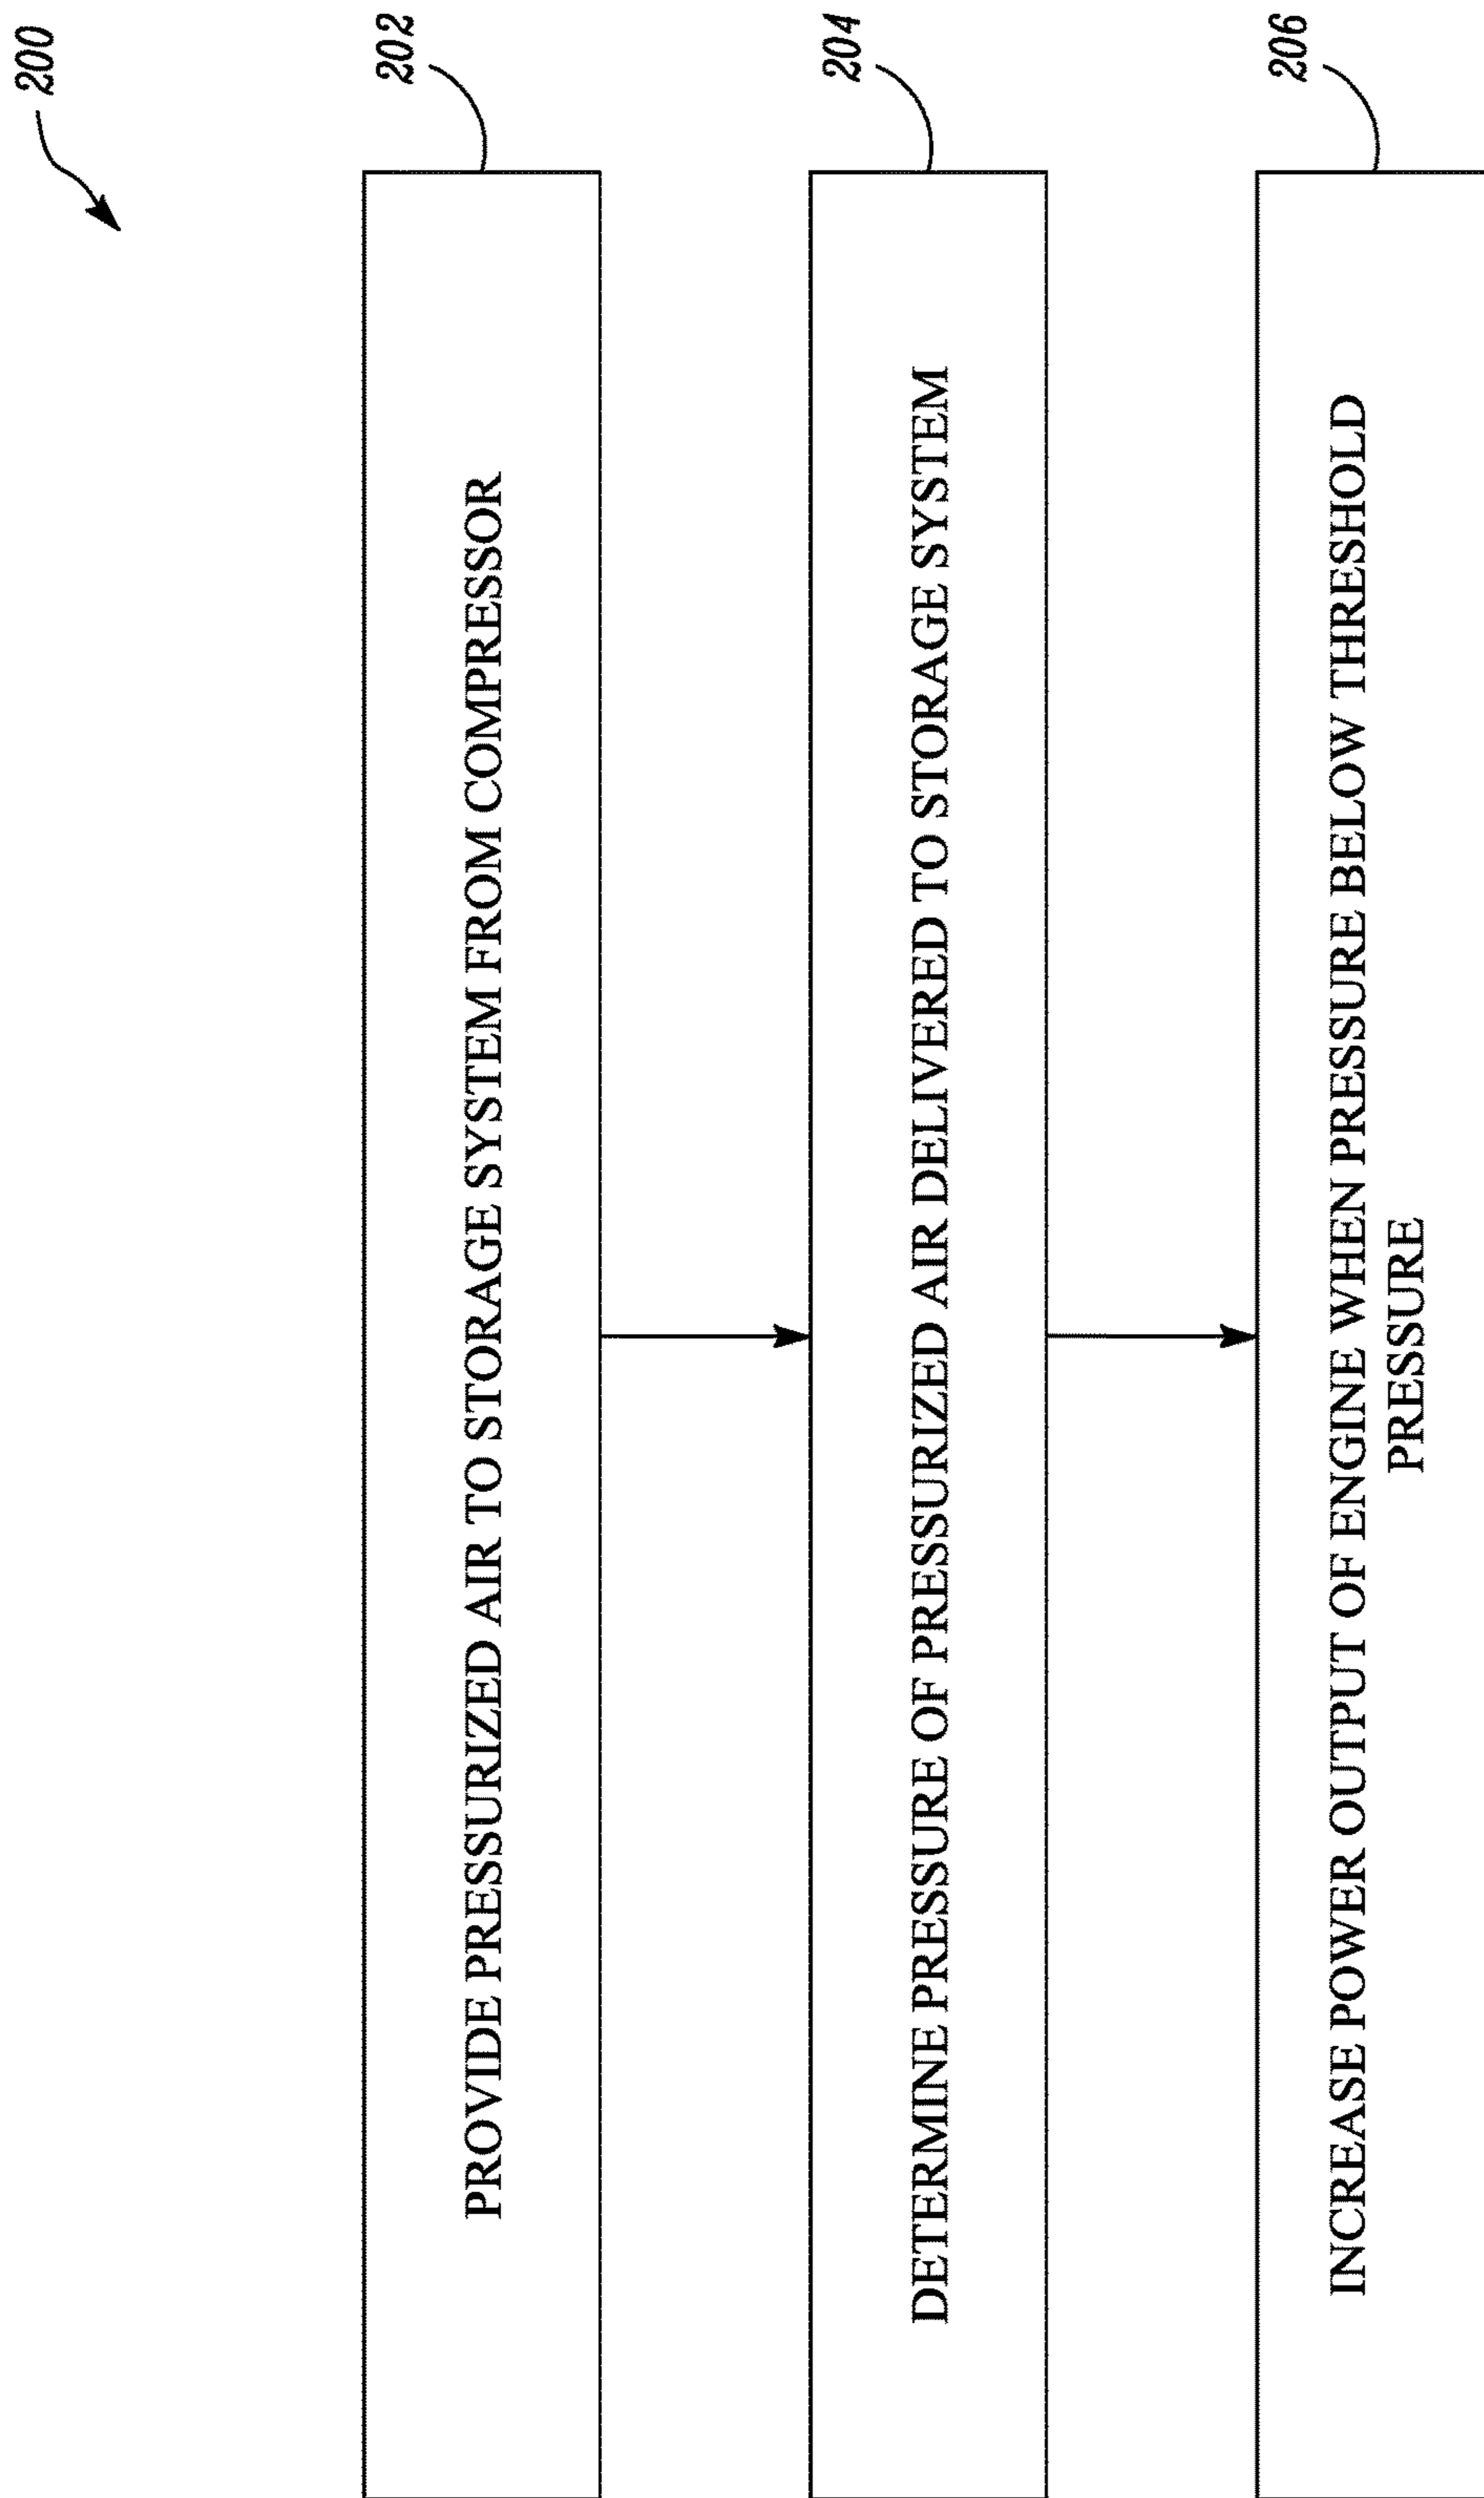 200
202
PROVIDE PRESSURIZED AIR TO STORAGE SYSTEM FROM COMPRESSOR
204
DETERMINE PRESSURE OF PRESSURIZED AIR DELIVERED TO STORAGE SYSTEM
206
INCREASE POWER OUTPUT OF ENGINE WHEN PRESSURE BELOW THRESHOLD
PRESSURE